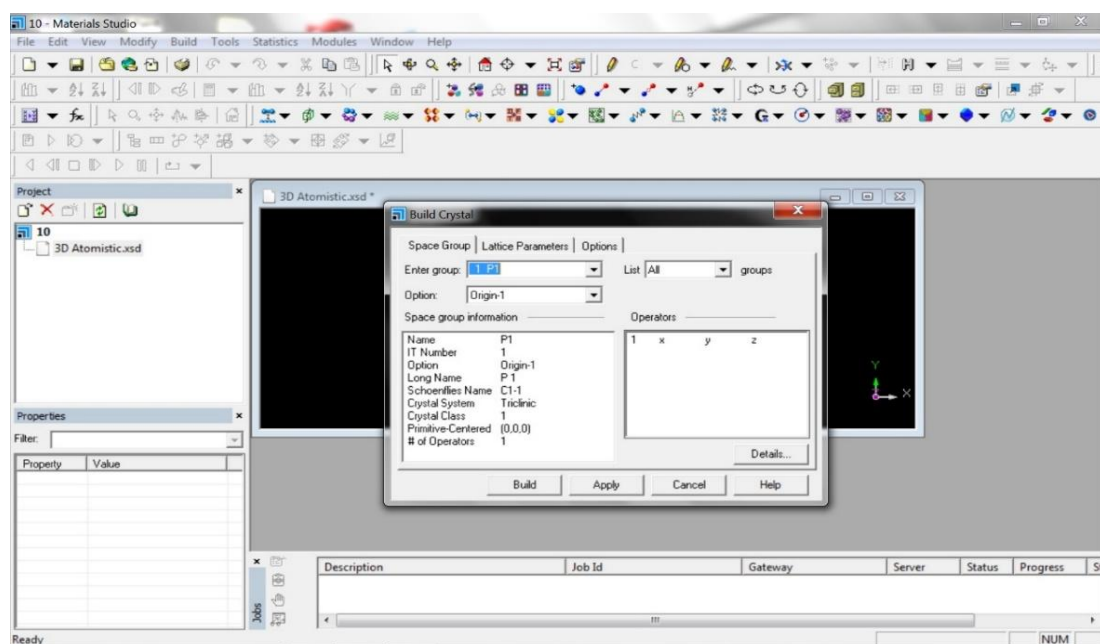 10 - Materials Studio
File Edit View Modify Build Tools Statistics Modules Window Help
Project
10
3D Atomistic.xsd
3D Atomistic.xsd *
Build Crystal
Space Group Lattice Parameters Options
Enter group: 1 P1 List All groups
Option: Origin-1
Space group information Operators
Name P1 1 x y z
IT Number 1
Option Origin-1
Long Name P 1
Schoenflies Name C1-1
Crystal System Triclinic
Crystal Class 1
Primitive-Centered (0,0,0)
# of Operators 1
Details...
Build Apply Cancel Help
Y
X
Properties
Filter:
Property Value
Jobs
Description Job Id Gateway Server Status Progress S
Ready NUM